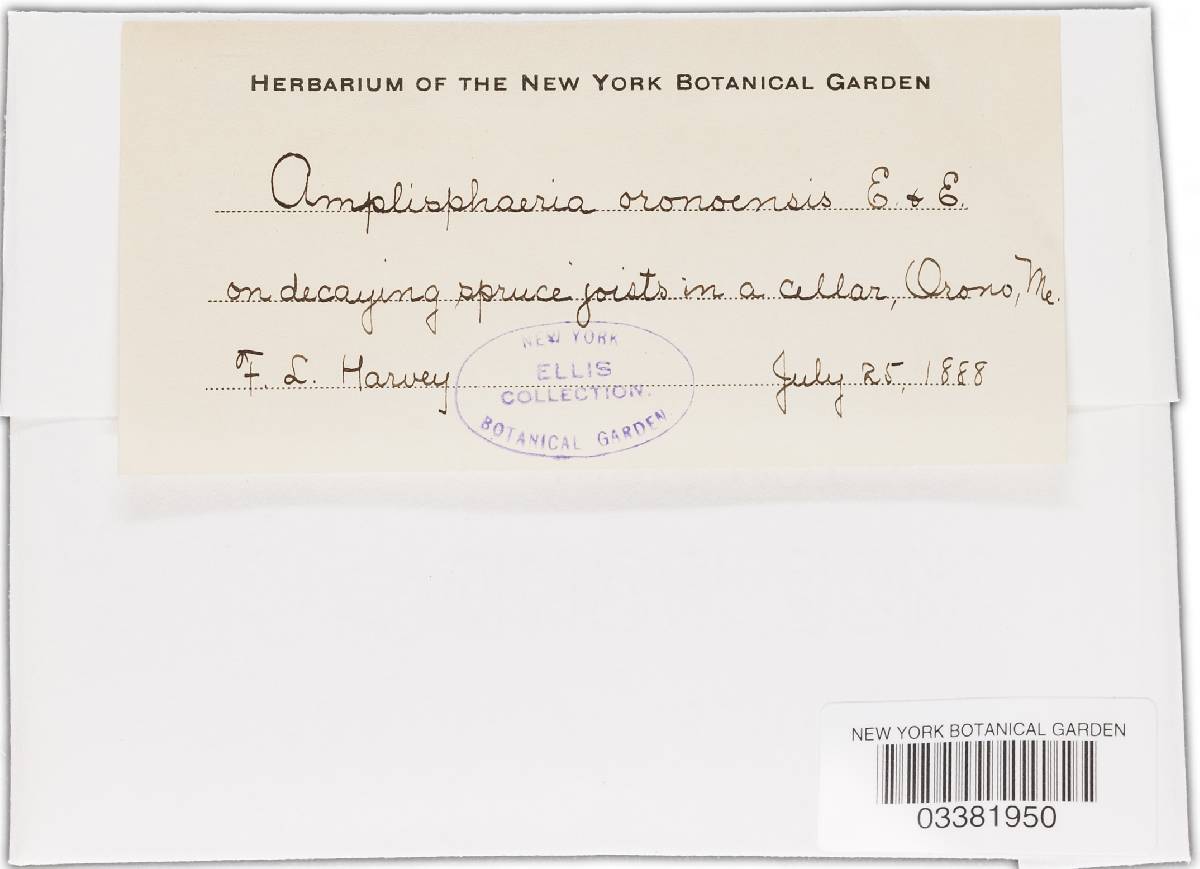 HERBARIUM OF THE NEW YORK BOTANICAL GARDEN
Amplisphaeria oronoensis E. & E.
on decaying spruce joists in a cellar, Orono, Me.
F. L. Harvey July 25, 1888
NEW YORK
ELLIS
COLLECTION.
BOTANICAL GARDEN
NEW YORK BOTANICAL GARDEN
03381950